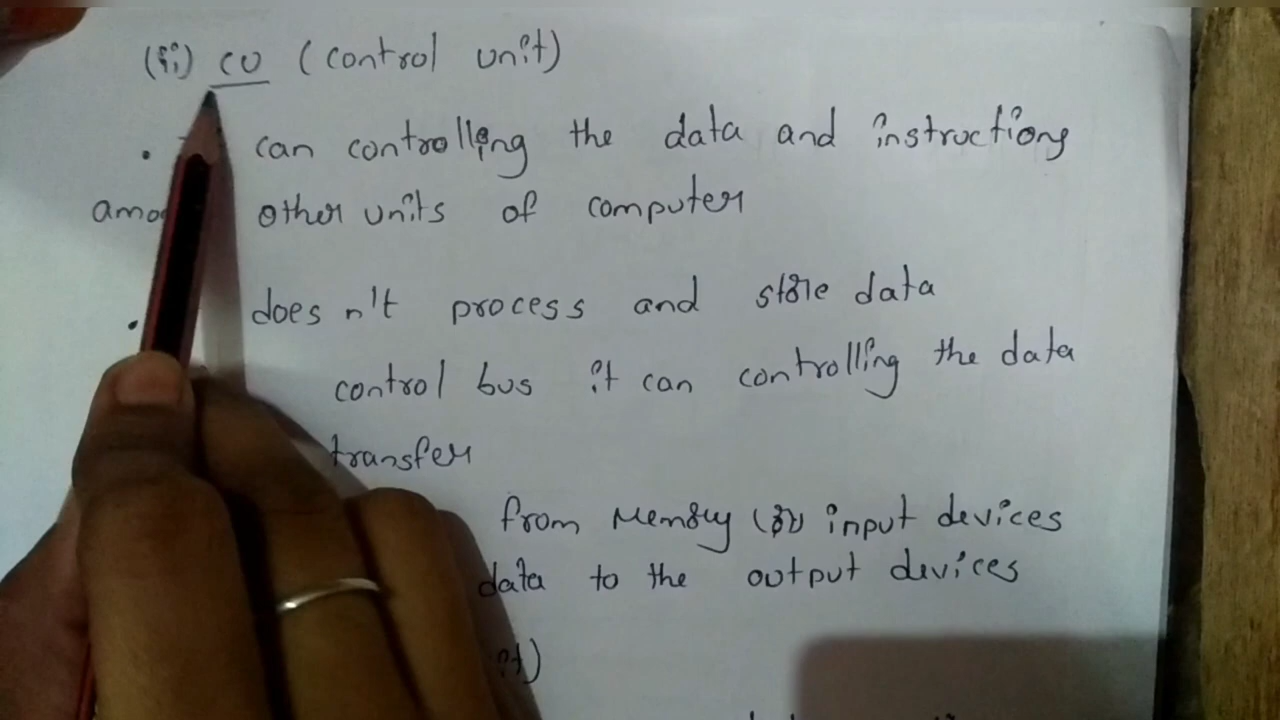 (ii) CU (control unit)
• can controlling the data and instructions
other units of computer
• does n't process and store data
control bus it can controlling the data
transfer
from Memory (or) input devices
data to the output devices